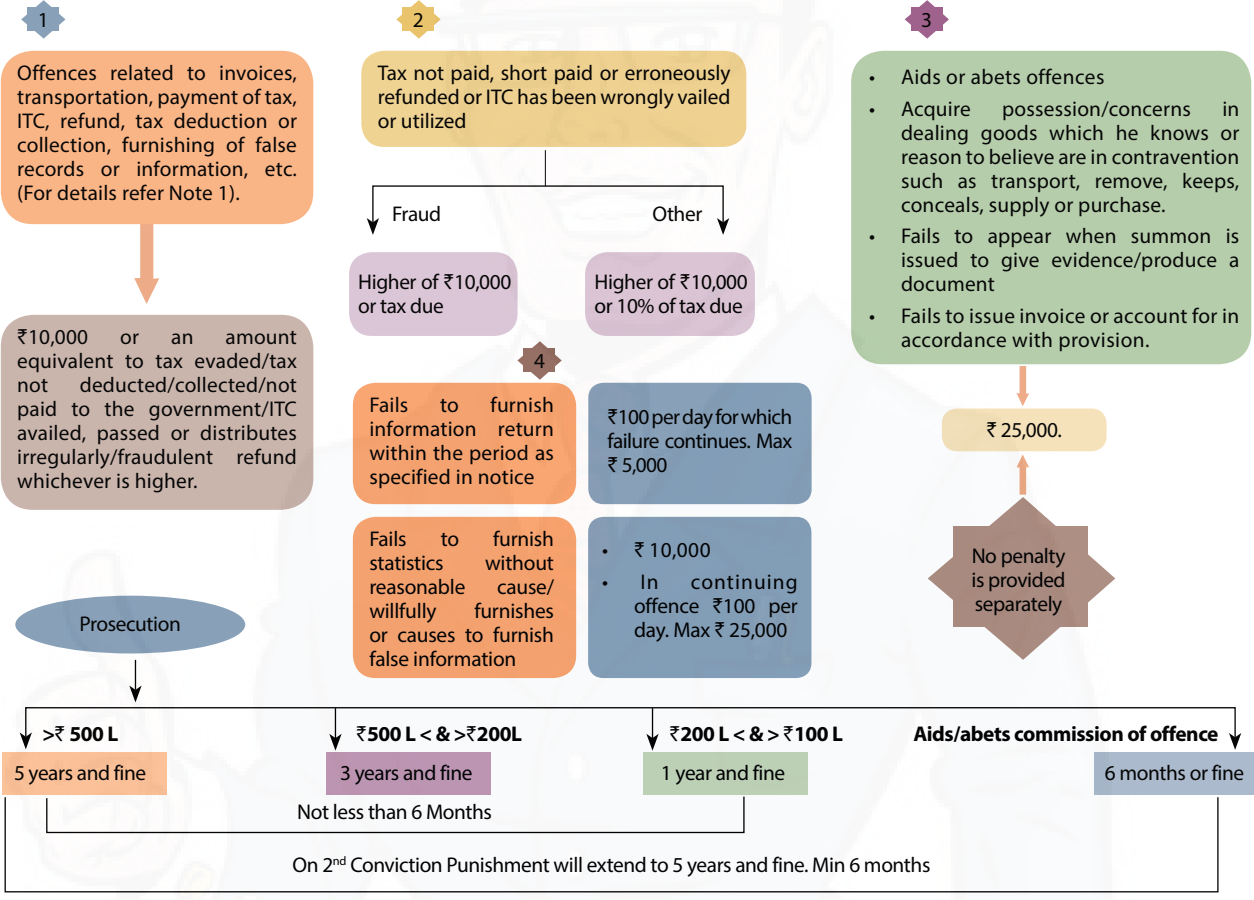 1
Offences related to invoices,
transportation, payment of tax,
ITC, refund, tax deduction or
collection, furnishing of false
records or information, etc.
(For details refer Note 1).
₹10,000 or an amount
equivalent to tax evaded/tax
not deducted/collected/not
paid to the government/ITC
availed, passed or distributes
irregularly/fraudulent refund
whichever is higher.
2
Tax not paid, short paid or erroneously
refunded or ITC has been wrongly vailed
or utilized
Fraud
Other
Higher of ₹10,000
or tax due
Higher of ₹10,000
or 10% of tax due
3
• Aids or abets offences
• Acquire possession/concerns in
dealing goods which he knows or
reason to believe are in contravention
such as transport, remove, keeps,
conceals, supply or purchase.
• Fails to appear when summon is
issued to give evidence/produce a
document
• Fails to issue invoice or account for in
accordance with provision.
₹ 25,000.
No penalty
is provided
separately
4
Fails to furnish
information return
within the period as
specified in notice
₹100 per day for which
failure continues. Max
₹ 5,000
Fails to furnish
statistics without
reasonable cause/
willfully furnishes
or causes to furnish
false information
• ₹ 10,000
• In continuing
offence ₹100 per
day. Max ₹ 25,000
Prosecution
>₹ 500 L
₹500 L < & >₹200L
₹200 L < & > ₹100 L
Aids/abets commission of offence
5 years and fine
3 years and fine
1 year and fine
6 months or fine
Not less than 6 Months
On 2nd Conviction Punishment will extend to 5 years and fine. Min 6 months